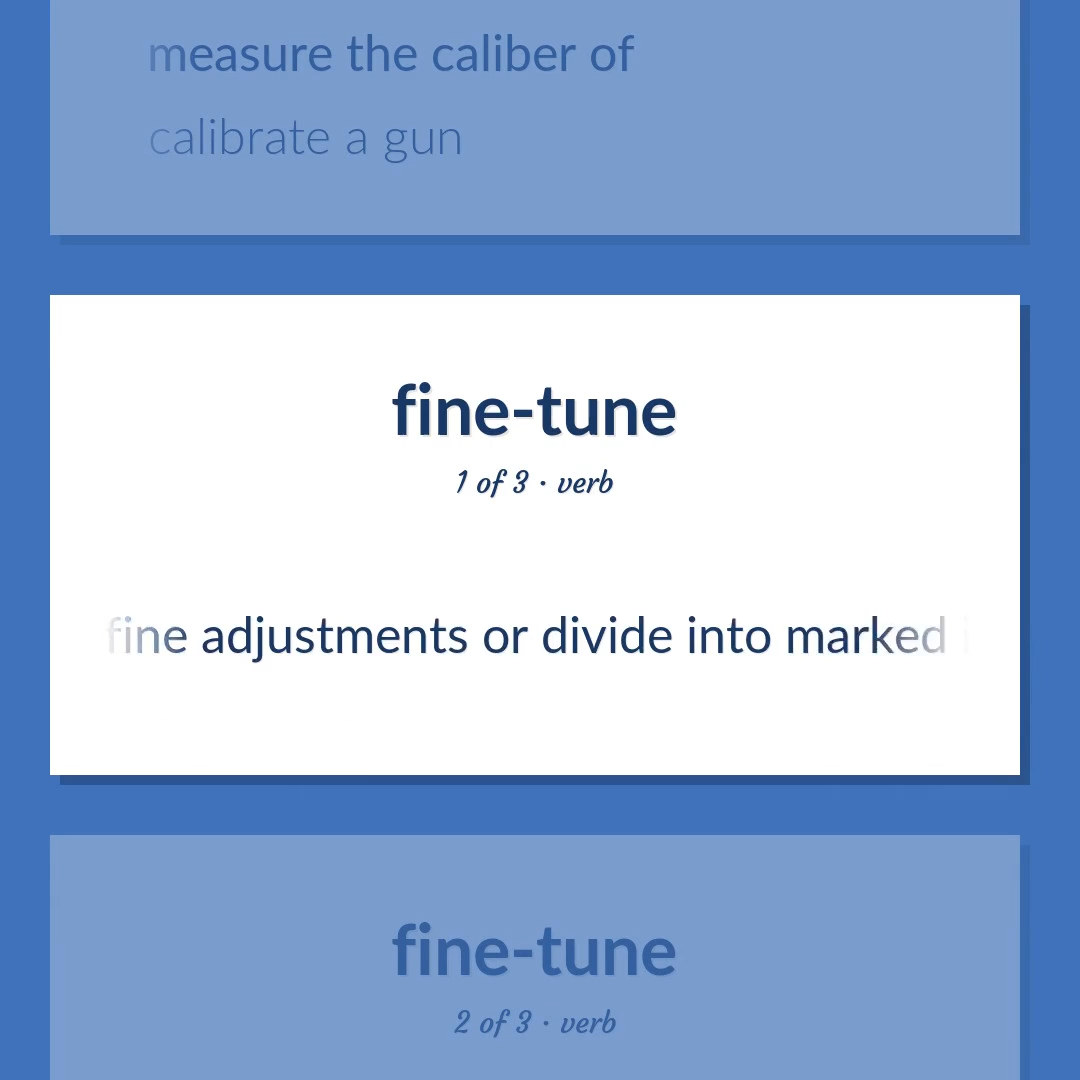 measure the caliber of
calibrate a gun
fine-tune
1 of 3 · verb
fine adjustments or divide into marked
fine-tune
2 of 3 · verb